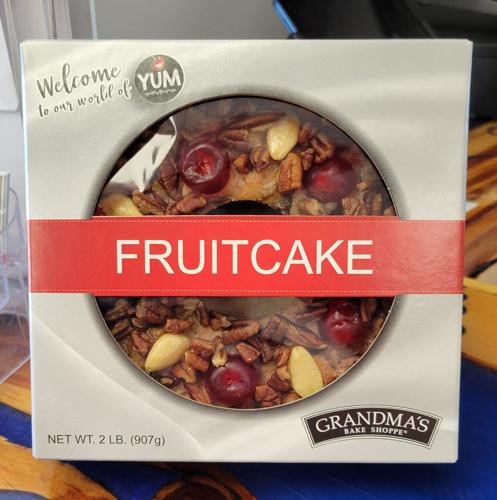 Welcome
to our world of
YUM
FRUITCAKE
NET WT. 2 LB. (907g)
GRANDMA'S
BAKE SHOPPE®